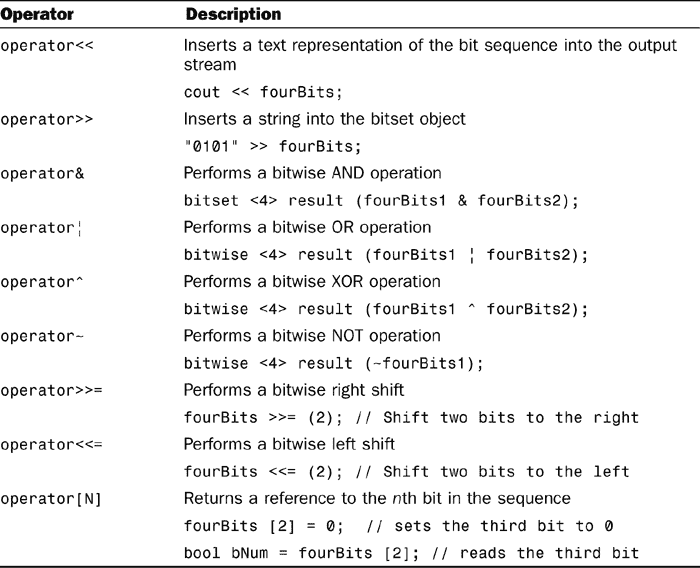 Operator Description
operator<< Inserts a text representation of the bit sequence into the output
stream
cout << fourBits;
operator>> Inserts a string into the bitset object
"0101" >> fourBits;
operator& Performs a bitwise AND operation
bitset <4> result (fourBits1 & fourBits2);
operator¦ Performs a bitwise OR operation
bitwise <4> result (fourBits1 ¦ fourBits2);
operator^ Performs a bitwise XOR operation
bitwise <4> result (fourBits1 ^ fourBits2);
operator~ Performs a bitwise NOT operation
bitwise <4> result (~fourBits1);
operator>>= Performs a bitwise right shift
fourBits >>= (2); // Shift two bits to the right
operator<<= Performs a bitwise left shift
fourBits <<= (2); // Shift two bits to the left
operator[N] Returns a reference to the nth bit in the sequence
fourBits [2] = 0; // sets the third bit to 0
bool bNum = fourBits [2]; // reads the third bit